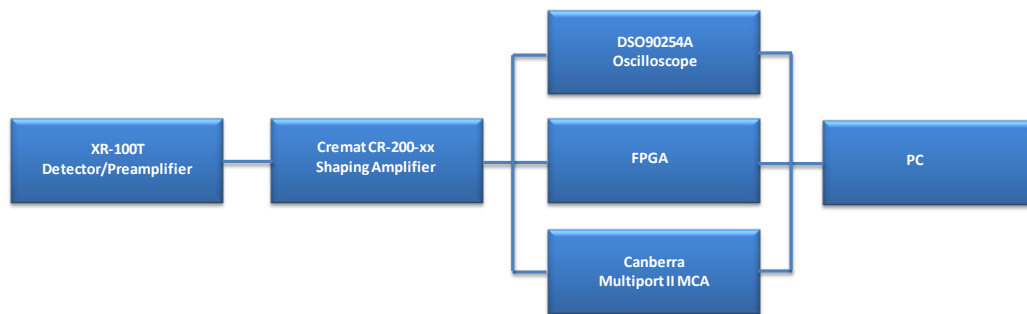 XR-100T
Detector/Preamplifier
Cremat CR-200-xx
Shaping Amplifier
DSO90254A
Oscilloscope
FPGA
Canberra
Multiport II MCA
PC